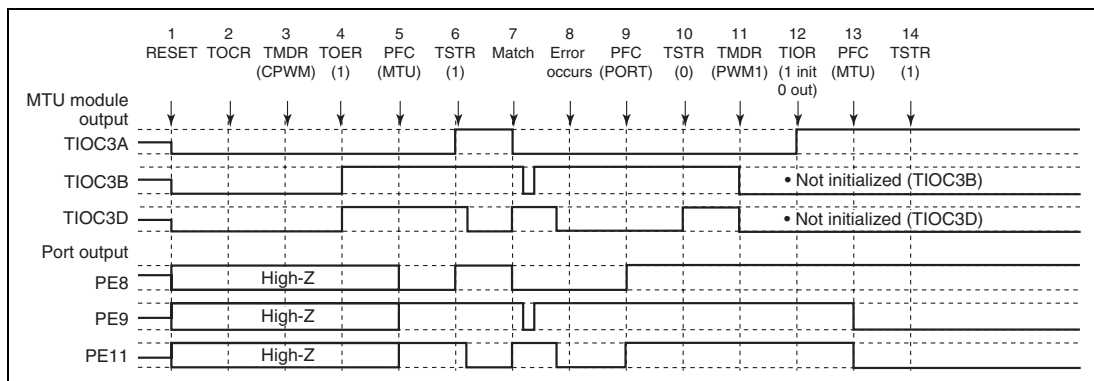 1 2 3 4 5 6 7 8 9 10 11 12 13 14
RESET TOCR TMDR TOER PFC TSTR Match Error PFC TSTR TMDR TIOR PFC TSTR
(CPWM) (1) (MTU) (1) occurs (PORT) (0) (PWM1) (1 init (MTU) (1)
0 out)
MTU module
output
TIOC3A
TIOC3B • Not initialized (TIOC3B)
TIOC3D • Not initialized (TIOC3D)
Port output
PE8 High-Z
PE9 High-Z
PE11 High-Z